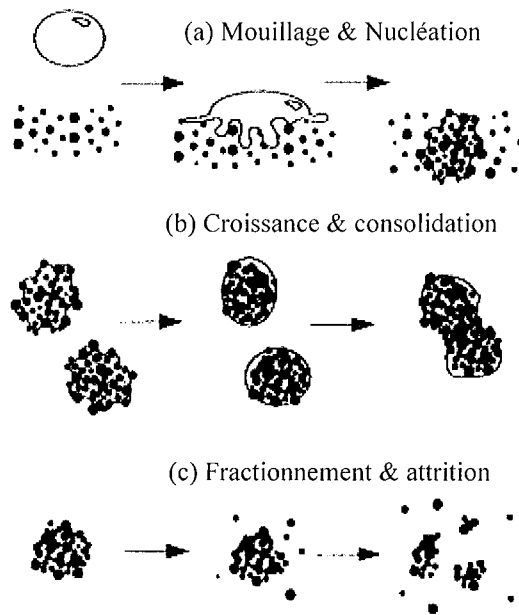 (a) Mouillage & Nucléation
(b) Croissance & consolidation
(c) Fractionnement & attrition